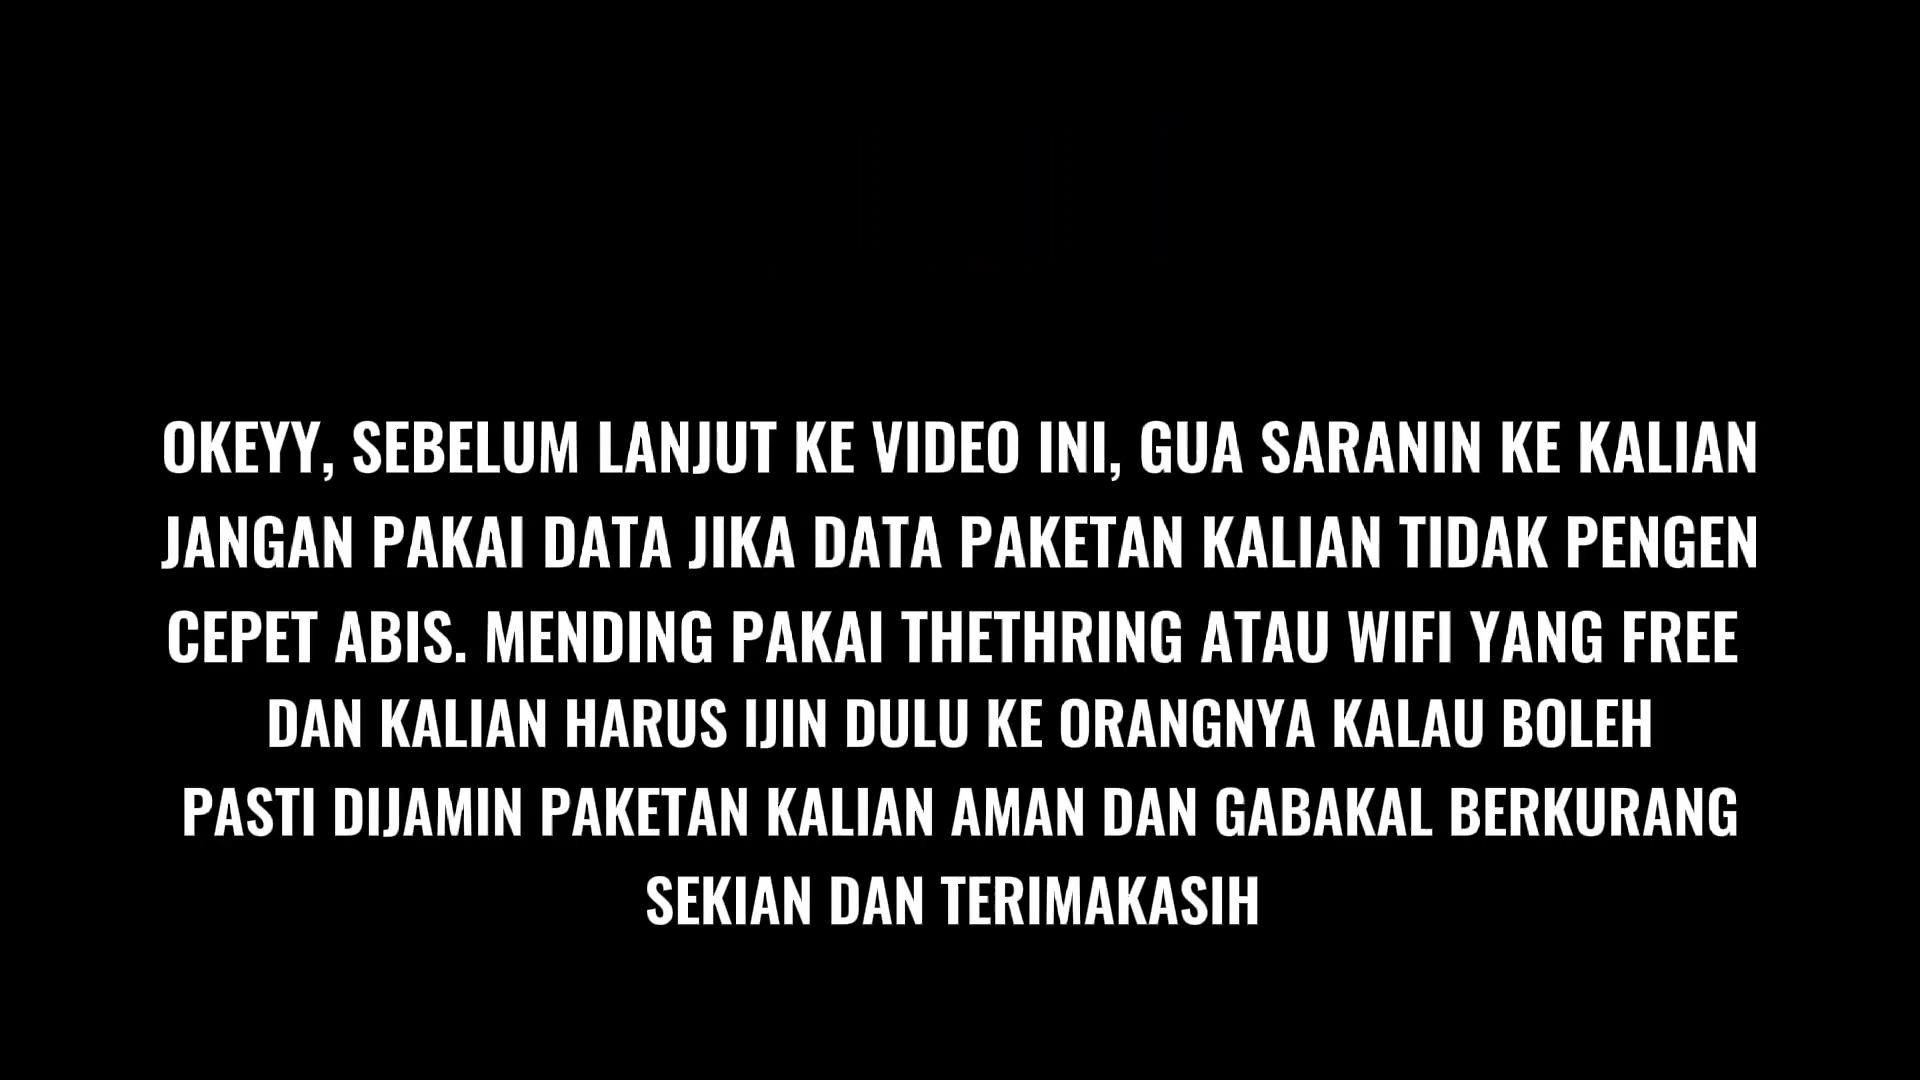 OKEYY, SEBELUM LANJUT KE VIDEO INI, GUA SARANIN KE KALIAN
JANGAN PAKAI DATA JIKA DATA PAKETAN KALIAN TIDAK PENGEN
CEPET ABIS. MENDING PAKAI THETHRING ATAU WIFI YANG FREE
DAN KALIAN HARUS IJIN DULU KE ORANGNYA KALAU BOLEH
PASTI DIJAMIN PAKETAN KALIAN AMAN DAN GABAKAL BERKURANG
SEKIAN DAN TERIMAKASIH